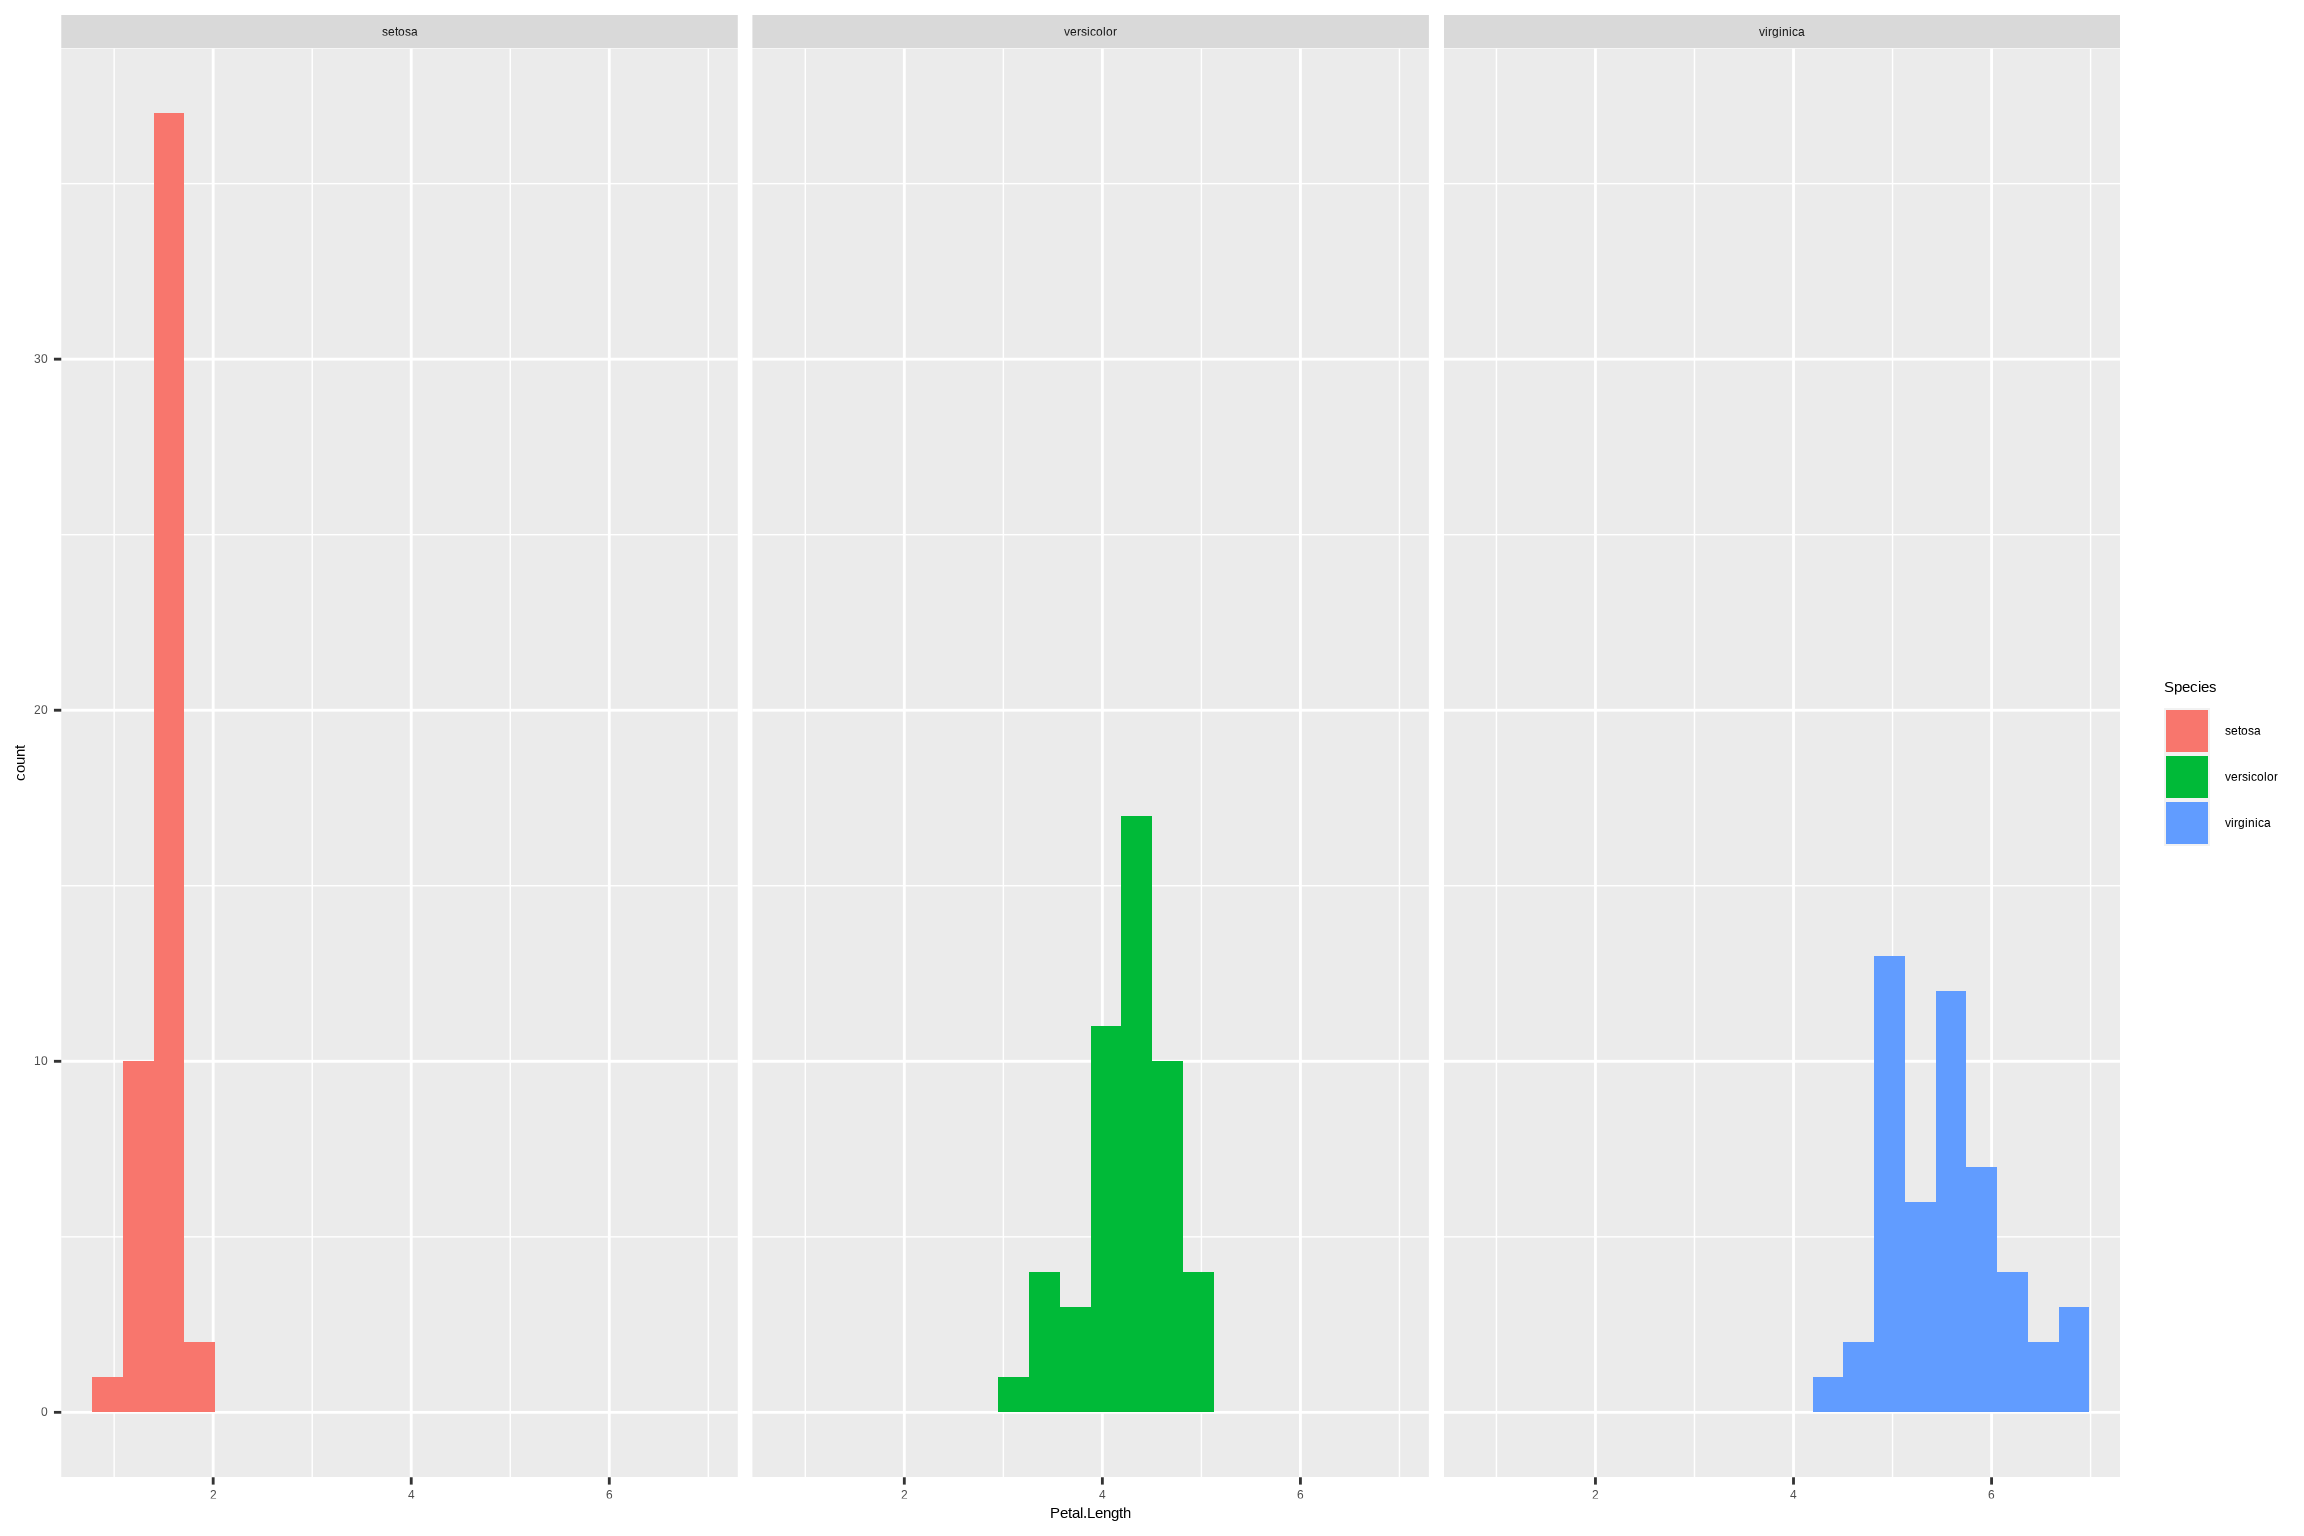 setosa
versicolor
virginica
30
20
10
0
count
2 4 6
2 4 6
2 4 6
Petal.Length
Species
setosa
versicolor
virginica